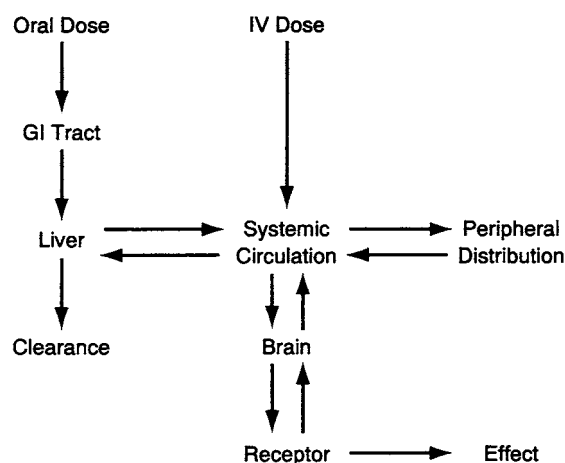 Oral Dose
IV Dose
GI Tract
Liver
Systemic
Circulation
Peripheral
Distribution
Clearance
Brain
Receptor
Effect